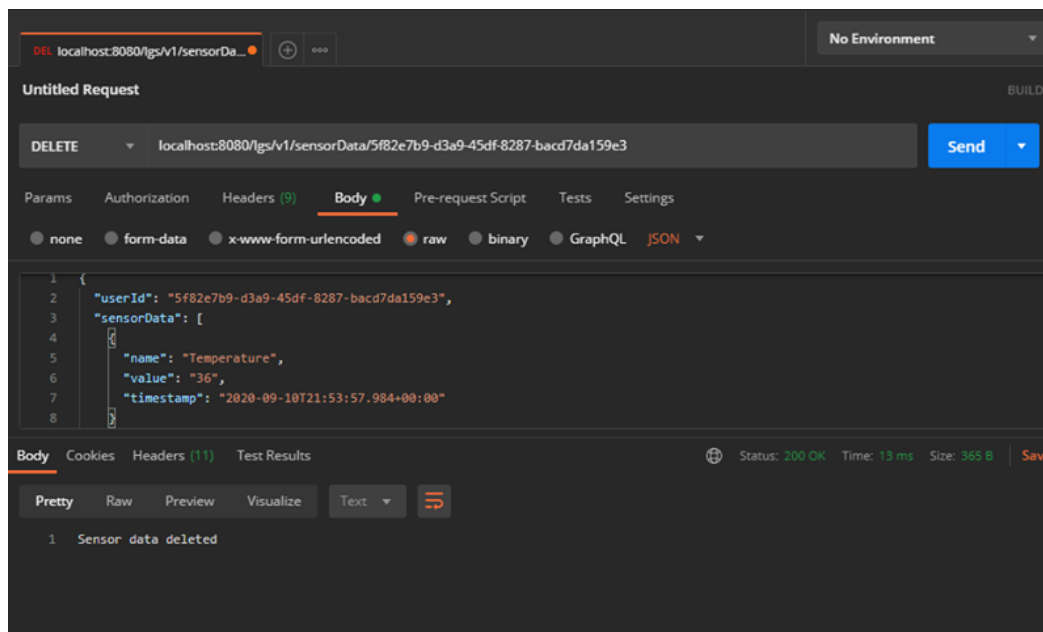 DEL localhost:8080/lgs/v1/sensorDa...
No Environment
Untitled Request
BUILD
DELETE localhost:8080/lgs/v1/sensorData/5f82e7b9-d3a9-45df-8287-bacd7da159e3 Send
Params Authorization Headers (9) Body Pre-request Script Tests Settings
none form-data x-www-form-urlencoded raw binary GraphQL JSON
1 {
2 "userId": "5f82e7b9-d3a9-45df-8287-bacd7da159e3",
3 "sensorData": [
4 {
5 "name": "Temperature",
6 "value": "36",
7 "timestamp": "2020-09-10T21:53:57.984+00:00"
8 }
Body Cookies Headers (11) Test Results Status: 200 OK Time: 13 ms Size: 365 B Sav
Pretty Raw Preview Visualize Text
1 Sensor data deleted